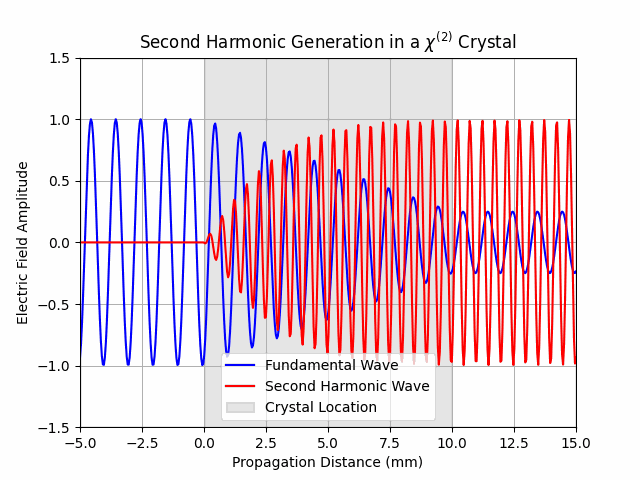 Second Harmonic Generation in a χ⁽²⁾ Crystal
Electric Field Amplitude
1.5
1.0
0.5
0.0
−0.5
−1.0
−1.5
Fundamental Wave
Second Harmonic Wave
Crystal Location
−5.0 −2.5 0.0 2.5 5.0 7.5 10.0 12.5 15.0
Propagation Distance (mm)